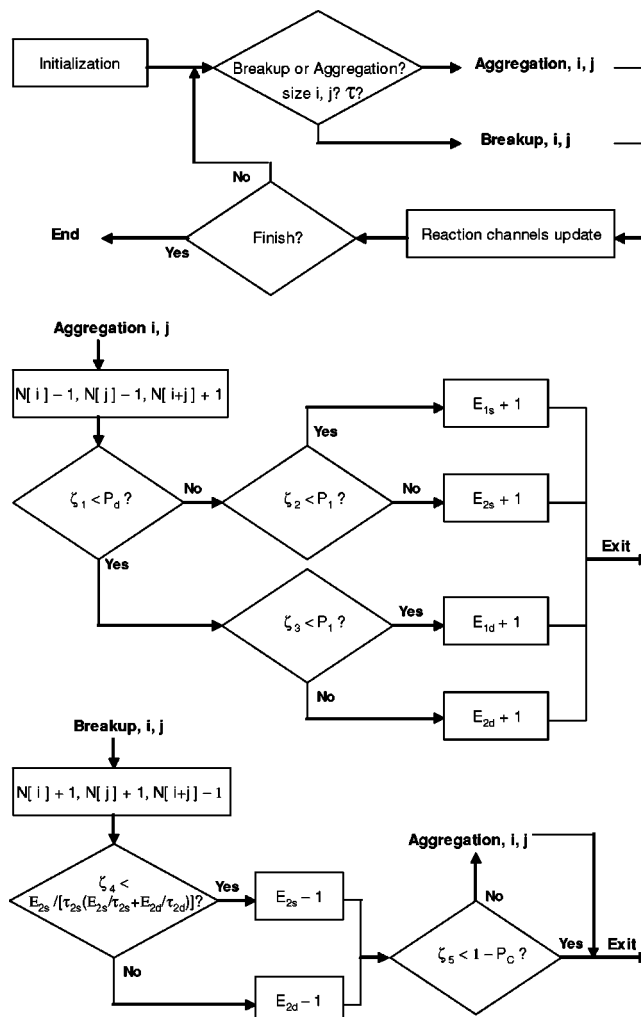 Initialization
Breakup or Aggregation?
size i, j? τ?
Aggregation, i, j
Breakup, i, j
No
End
Yes
Finish?
Reaction channels update
Aggregation i, j
N[ i ] − 1, N[ j ] − 1, N[ i+j ] + 1
E1s + 1
Yes
ζ1 < Pd ?
No
ζ2 < P1 ?
No
E2s + 1
Exit
Yes
ζ3 < P1 ?
Yes
E1d + 1
No
E2d + 1
Breakup, i, j
N[ i ] + 1, N[ j ] + 1, N[ i+j ] − 1
Aggregation, i, j
ζ4 <
E2s /[τ2s(E2s/τ2s+E2d/τ2d)]?
Yes
E2s − 1
No
ζ5 < 1 − PC ?
Yes
Exit
No
E2d − 1